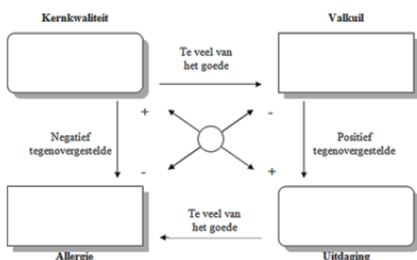 Kernkwaliteit
Valkuil
Te veel van
het goede
+
-
Negatief
tegenovergestelde
Positief
tegenovergestelde
-
+
Te veel van
het goede
Allergie
Uitdaging